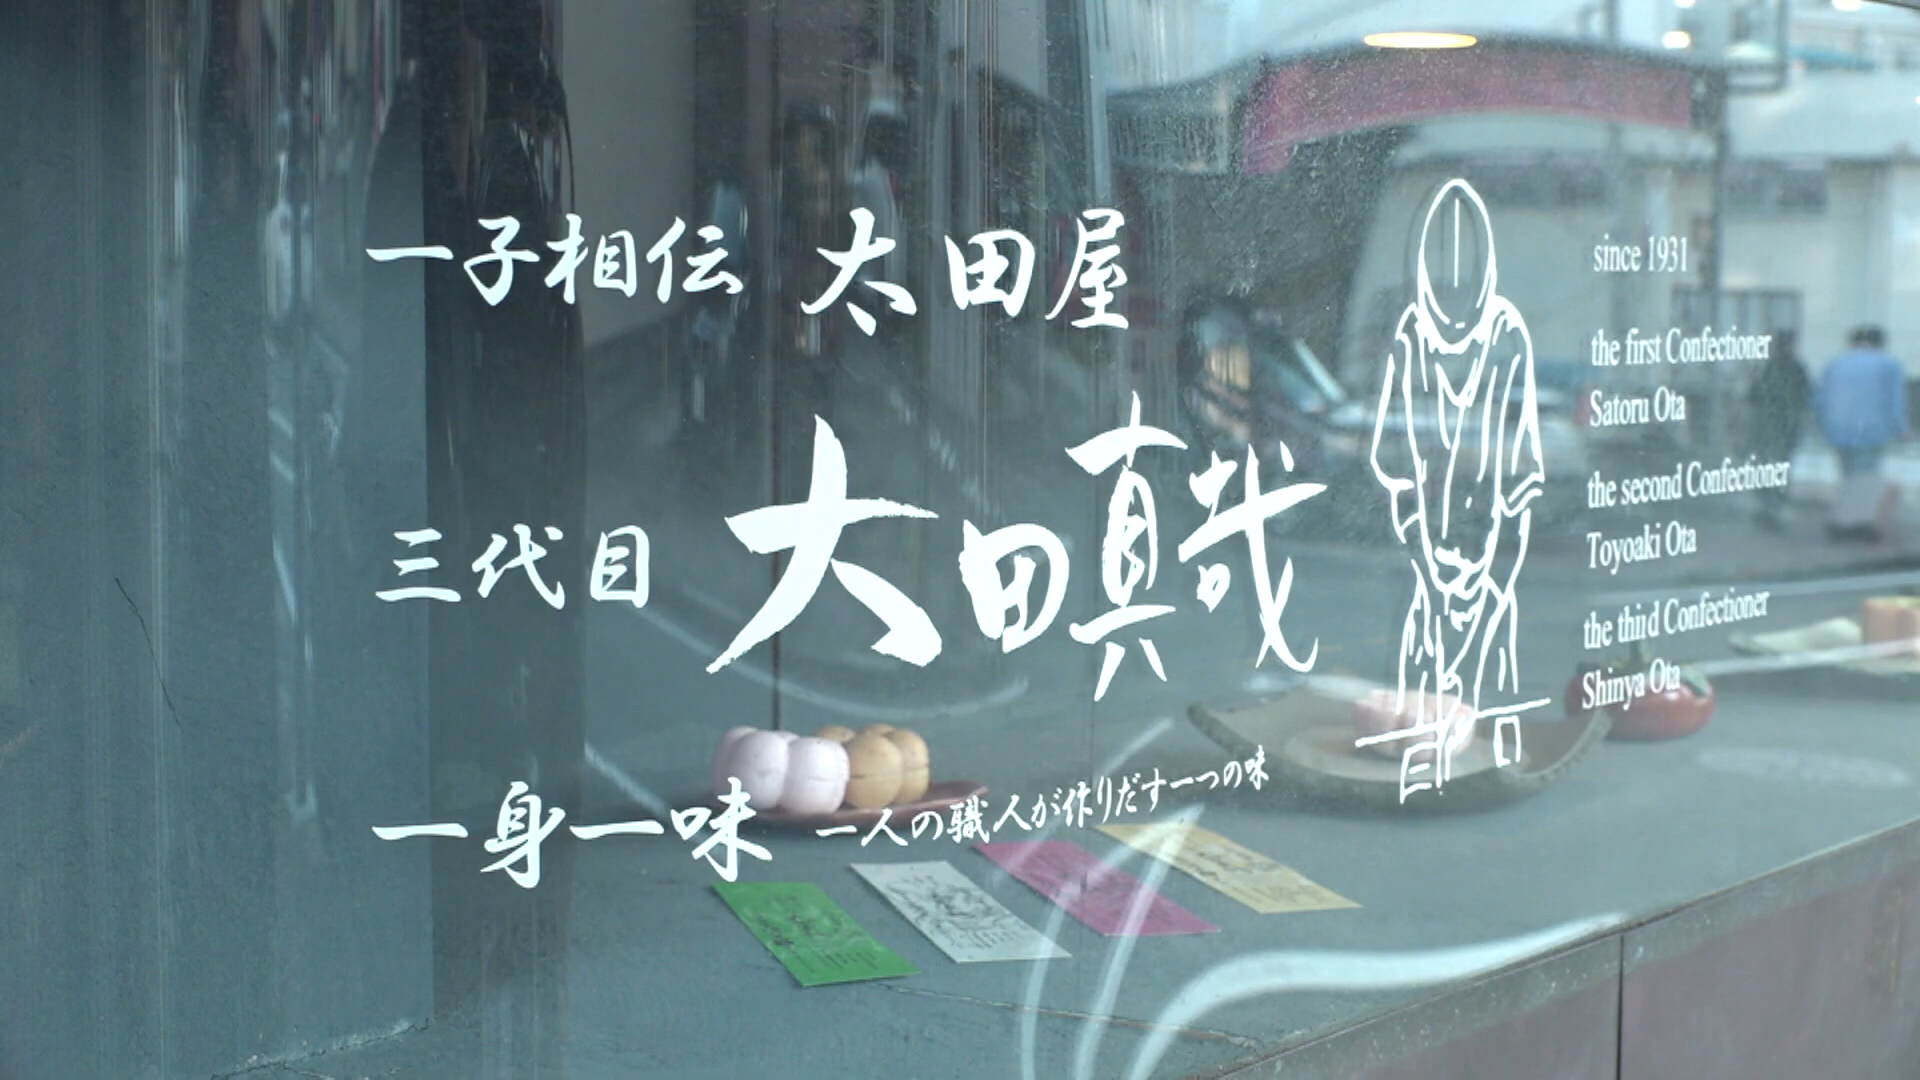 一子相伝 太田屋
三代目 太田真哉
一身一味 一人の職人が作りだす一つの味
since 1931
the first Confectioner
Satoru Ota
the second Confectioner
Toyoaki Ota
the third Confectioner
Shinya Ota